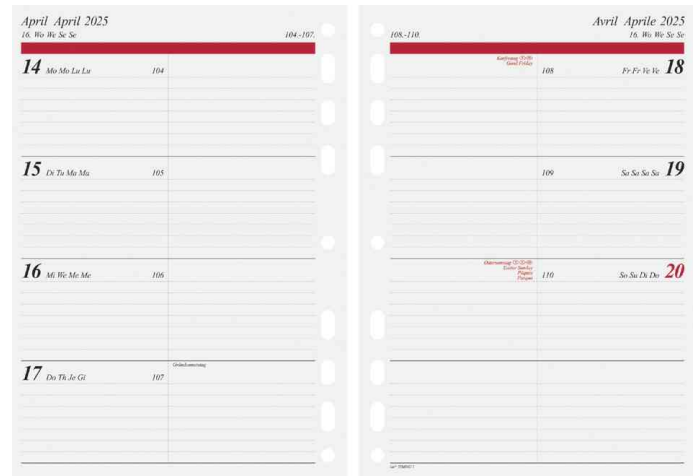 April April 2025
16. Wo We Se Se
104.-107.
14 Mo Mo Lu Lu 104
15 Di Tu Ma Ma 105
16 Mi We Me Me 106
17 Do Th Je Gi 107
Gründonnerstag
Avril Aprile 2025
108.-110.
16. Wo We Se Se
Karfreitag
Good Friday
108 Fr Fr Ve Ve 18
109 Sa Sa Sa Sa 19
Ostersonntag
Easter Sunday
Pâques
Pasqua
110 So Su Di Do 20